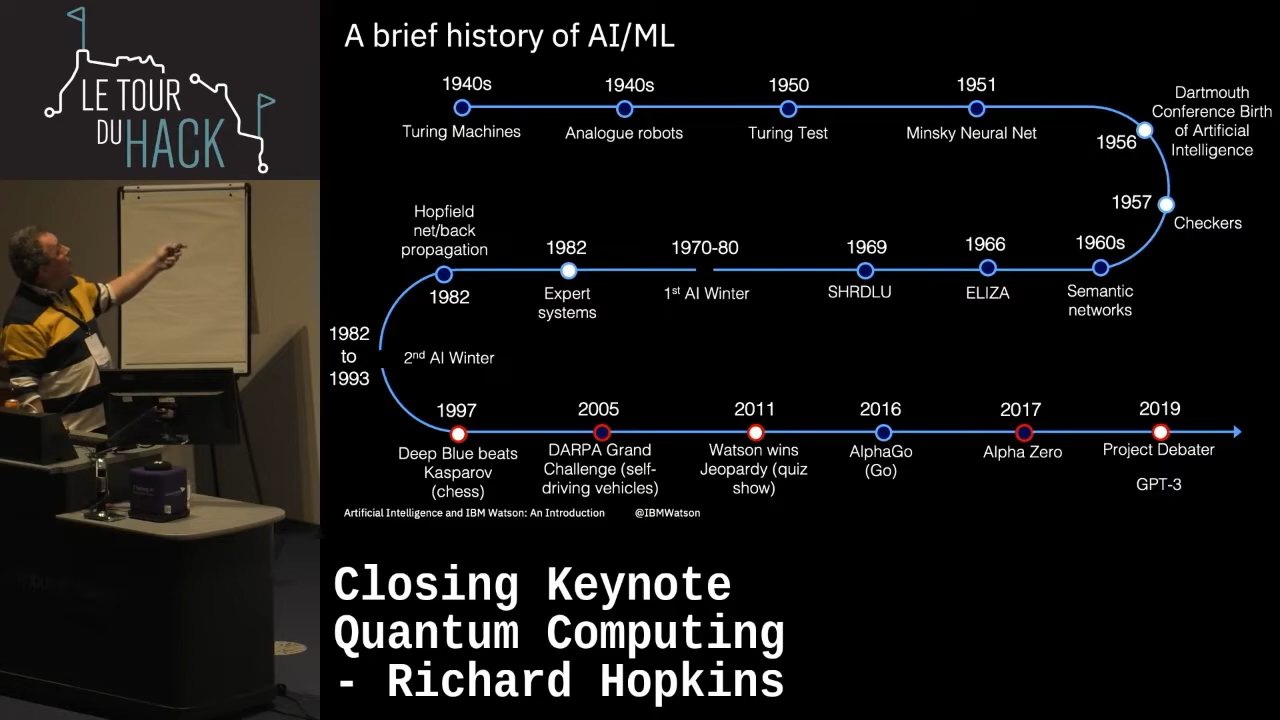 LE TOUR
DU HACK
A brief history of AI/ML
1940s
Turing Machines
1940s
Analogue robots
1950
Turing Test
1951
Minsky Neural Net
Dartmouth
Conference Birth
of Artificial
Intelligence
1956
1957
Checkers
1960s
Semantic
networks
1966
ELIZA
1969
SHRDLU
1970-80
1st AI Winter
1982
Expert
systems
Hopfield
net/back
propagation
1982
1982
to
1993
2nd AI Winter
1997
Deep Blue beats
Kasparov
(chess)
2005
DARPA Grand
Challenge (self-
driving vehicles)
2011
Watson wins
Jeopardy (quiz
show)
2016
AlphaGo
(Go)
2017
Alpha Zero
2019
Project Debater
GPT-3
Artificial Intelligence and IBM Watson: An Introduction @IBMWatson
Closing Keynote
Quantum Computing
- Richard Hopkins